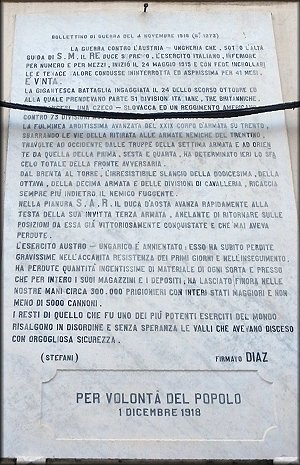 BOLLETTINO DI GUERRA DEL 4 NOVEMBRE 1918 (N° 1273)
LA GUERRA CONTRO L'AUSTRIA - UNGHERIA CHE, SOTTO L'ALTA
GUIDA DI S. M. IL RE DUCE SUPREMO, L'ESERCITO ITALIANO, INFERIORE
PER NUMERO E PER MEZZI, INIZIÒ IL 24 MAGGIO 1915 E CON FEDE INCROLLABI
LE E TENACE VALORE CONDUSSE ININTERROTTA ED ASPRISSIMA PER 41 MESI,
È VINTA.
LA GIGANTESCA BATTAGLIA INGAGGIATA IL 24 DELLO SCORSO OTTOBRE ED
ALLA QUALE PRENDEVANO PARTE 51 DIVISIONI ITALIANE, TRE BRITANNICHE,
UNA CZECO - SLOVACCA ED UN REGGIMENTO AMERICANO
CONTRO 73 DIVISIONI
LA FULMINEA ARDITISSIMA AVANZATA DEL XXIX CORPO D'ARMATA SU TRENTO,
SBARRANDO LE VIE DELLA RITIRATA ALLE ARMATE NEMICHE DEL TRENTINO,
TRAVOLTE AD OCCIDENTE DALLE TRUPPE DELLA SETTIMA ARMATA E AD ORIEN
TE DA QUELLE DELLA PRIMA, SESTA E QUARTA, HA DETERMINATO IERI LO SFA
CELO TOTALE DELLA FRONTE AVVERSARIA.
DAL BRENTA AL TORRE, L'IRRESISTIBILE SLANCIO DELLA DODICESIMA, DELLA
OTTAVA, DELLA DECIMA ARMATA E DELLE DIVISIONI DI CAVALLERIA, RICACCIA
SEMPRE PIÙ INDIETRO IL NEMICO FUGGENTE.
NELLA PIANURA S. A. R. IL DUCA D'AOSTA AVANZA RAPIDAMENTE ALLA
TESTA DELLA SUA INVITTA TERZA ARMATA, ANELANTE DI RITORNARE SULLE
POSIZIONI DA ESSA GIÀ VITTORIOSAMENTE CONQUISTATE E CHE MAI AVEVA
PERDUTE.
L'ESERCITO AUSTRO - UNGARICO È ANNIENTATO: ESSO HA SUBITO PERDITE
GRAVISSIME NELL'ACCANITA RESISTENZA DEI PRIMI GIORNI E NELL'INSEGUIMENTO,
HA PERDUTE QUANTITÀ INGENTISSIME DI MATERIALE DI OGNI SORTA E PRESSO
CHE PER INTERO I SUOI MAGAZZINI E I DEPOSITI, HA LASCIATO FINORA NELLE
NOSTRE MANI CIRCA 300.000 PRIGIONIERI CON INTERI STATI MAGGIORI E NON
MENO DI 5000 CANNONI.
I RESTI DI QUELLO CHE FU UNO DEI PIÙ POTENTI ESERCITI DEL MONDO
RISALGONO IN DISORDINE E SENZA SPERANZA LE VALLI CHE AVEVANO DISCESO
CON ORGOGLIOSA SICUREZZA.
(STEFANI) FIRMATO DIAZ
PER VOLONTÀ DEL POPOLO
1 DICEMBRE 1918